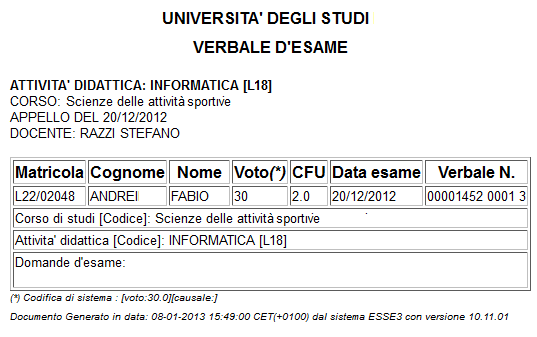 UNIVERSITA' DEGLI STUDI
VERBALE D'ESAME
ATTIVITA' DIDATTICA: INFORMATICA [L18]
CORSO: Scienze delle attività sportive
APPELLO DEL 20/12/2012
DOCENTE: RAZZI STEFANO
Matricola Cognome Nome Voto(*) CFU Data esame Verbale N.
L22/02048 ANDREI FABIO 30 2.0 20/12/2012 00001452 0001 3
Corso di studi [Codice]: Scienze delle attività sportive
Attivita' didattica [Codice]: INFORMATICA [L18]
Domande d'esame:
(*) Codifica di sistema : [voto:30.0][causale:]
Documento Generato in data: 08-01-2013 15:49:00 CET(+0100) dal sistema ESSE3 con versione 10.11.01